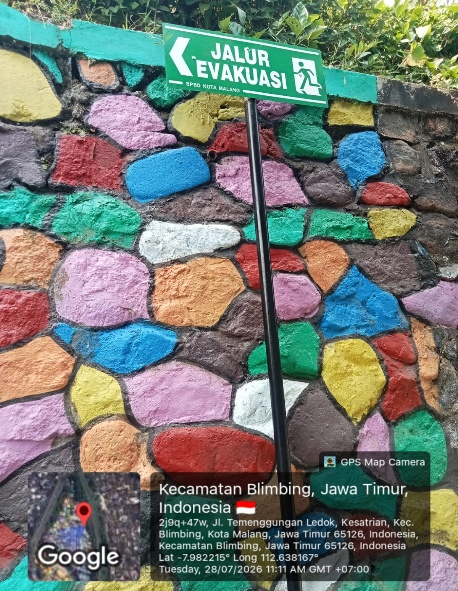 JALUR
EVAKUASI
BPBD KOTA MALANG
GPS Map Camera
Kecamatan Blimbing, Jawa Timur,
Indonesia
2j9q+47w, Jl. Temenggungan Ledok, Kesatrian, Kec.
Blimbing, Kota Malang, Jawa Timur 65126, Indonesia,
Kecamatan Blimbing, Jawa Timur 65126, Indonesia
Lat -7.982215° Long 112.638167°
Tuesday, 28/07/2026 11:11 AM GMT +07:00
Google